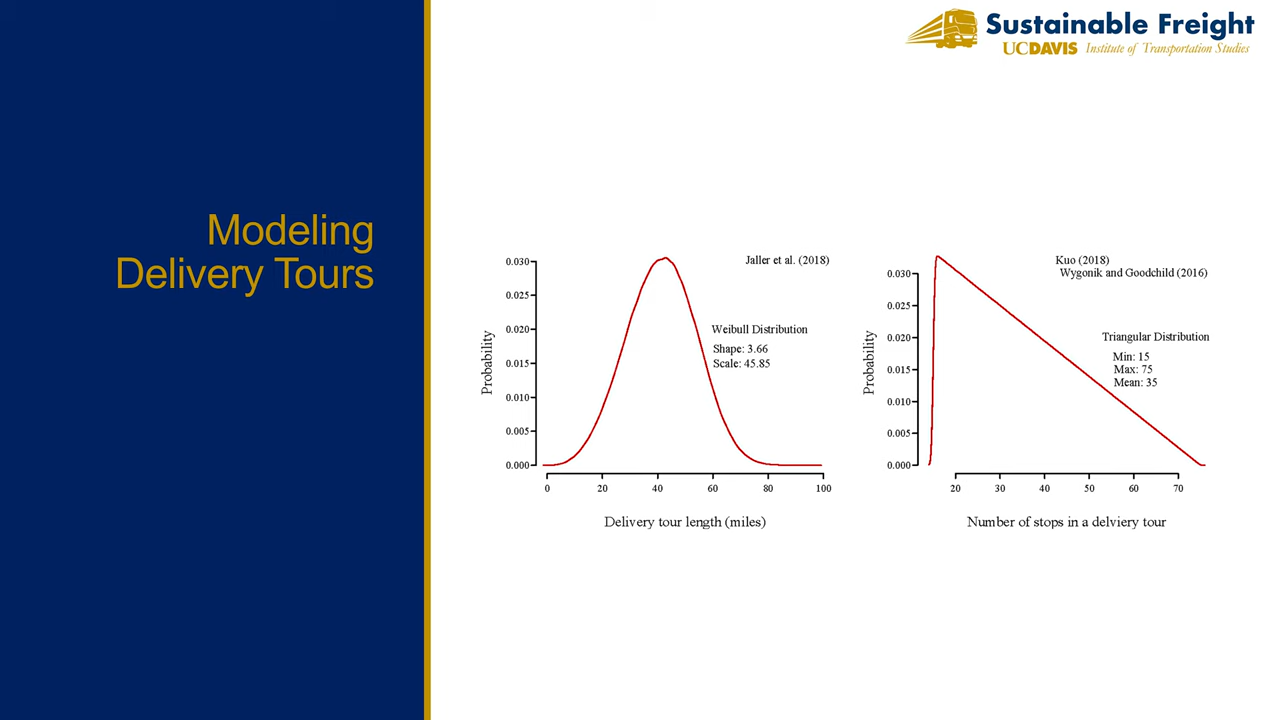 Sustainable Freight
UCDAVIS Institute of Transportation Studies
Modeling
Delivery Tours
Jaller et al. (2018)
Weibull Distribution
Shape: 3.66
Scale: 45.85
Probability
0.030
0.025
0.020
0.015
0.010
0.005
0.000
0 20 40 60 80 100
Delivery tour length (miles)
Kuo (2018)
Wygonik and Goodchild (2016)
Triangular Distribution
Min: 15
Max: 75
Mean: 35
Probability
0.030
0.025
0.020
0.015
0.010
0.005
0.000
20 30 40 50 60 70
Number of stops in a delviery tour